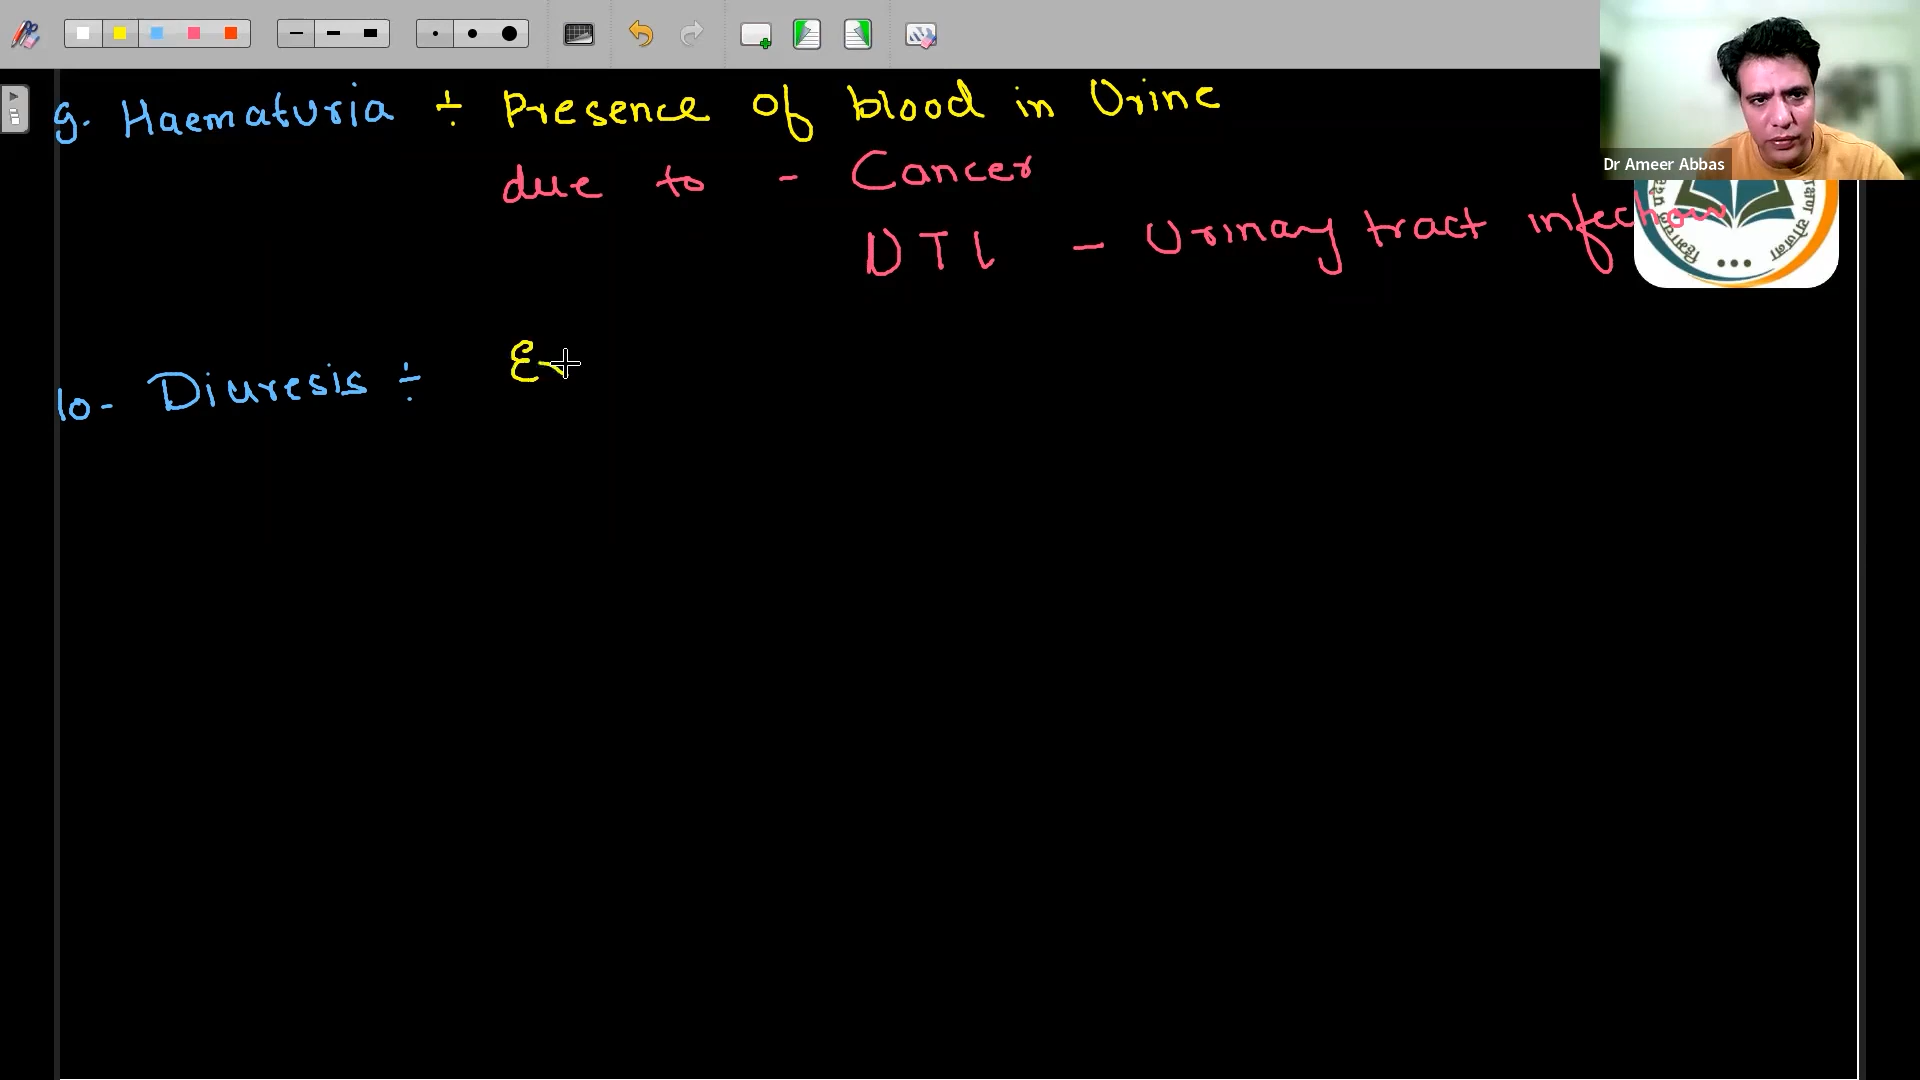 9. Haematuria ÷ Presence of blood in Urine
due to - Cancer
UTI - Urinary tract infection
10- Diuresis ÷ Ex
Dr Ameer Abbas